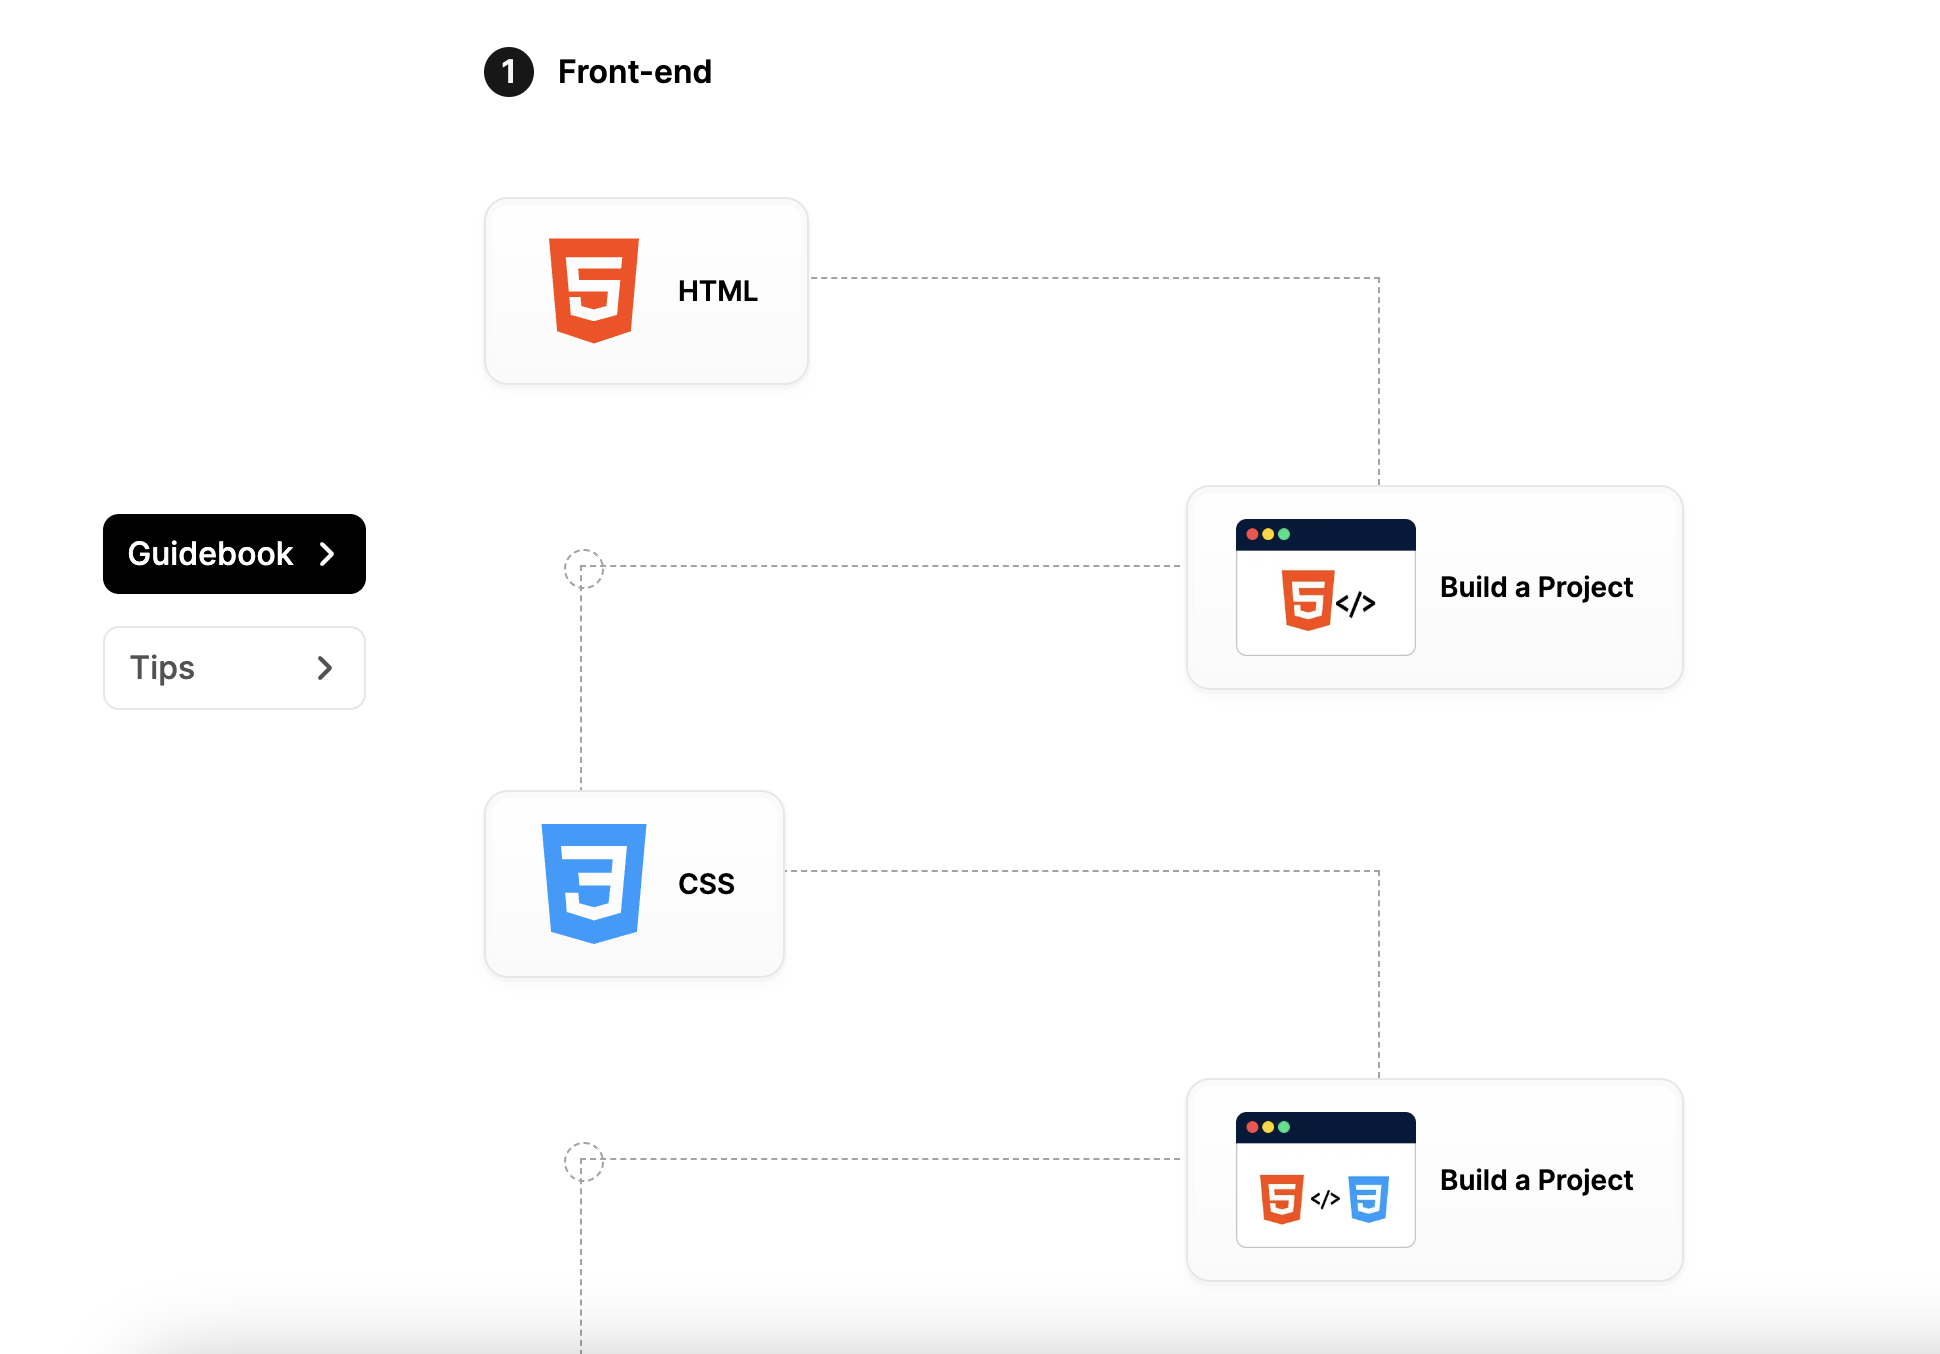 1 Front-end
HTML
Guidebook
</>
Build a Project
Tips
CSS
</>
Build a Project